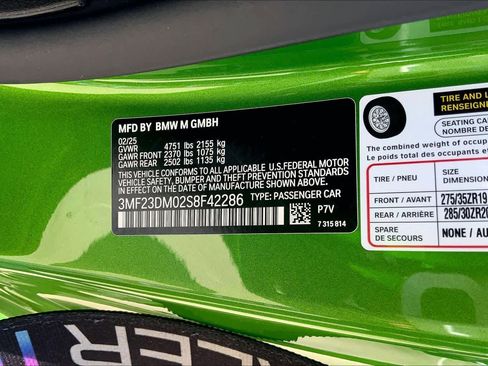 MFD BY BMW M GMBH
02/25
GVWR 4751 lbs 2155 kg
GAWR FRONT 2370 lbs 1075 kg
GAWR REAR 2502 lbs 1135 kg
THIS VEHICLE CONFORMS TO ALL APPLICABLE U.S.FEDERAL MOTOR
VEHICLE SAFETY, BUMPER AND THEFT PREVENTION STANDARDS
IN EFFECT ON THE DATE OF MANUFACTURE SHOWN ABOVE.
3MF23DM02S8F42286 TYPE: PASSENGER CAR
P7V
7 315 814
TIRE AND
RENSEIGNE
SEATING CA
NOMBRE DE
The combined weight of occupa
Le poids total des occupants et
TIRE / PNEU SIZE
DIMENSION
FRONT / AVANT 275/35ZR19
REAR / ARRIÈRE 285/30ZR20
SPARE
DE SECOURS NONE / AU
LER